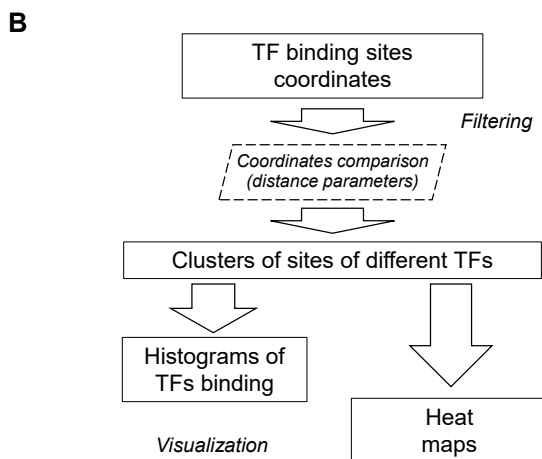 B
TF binding sites
coordinates
Filtering
Coordinates comparison
(distance parameters)
Clusters of sites of different TFs
Histograms of
TFs binding
Heat
maps
Visualization